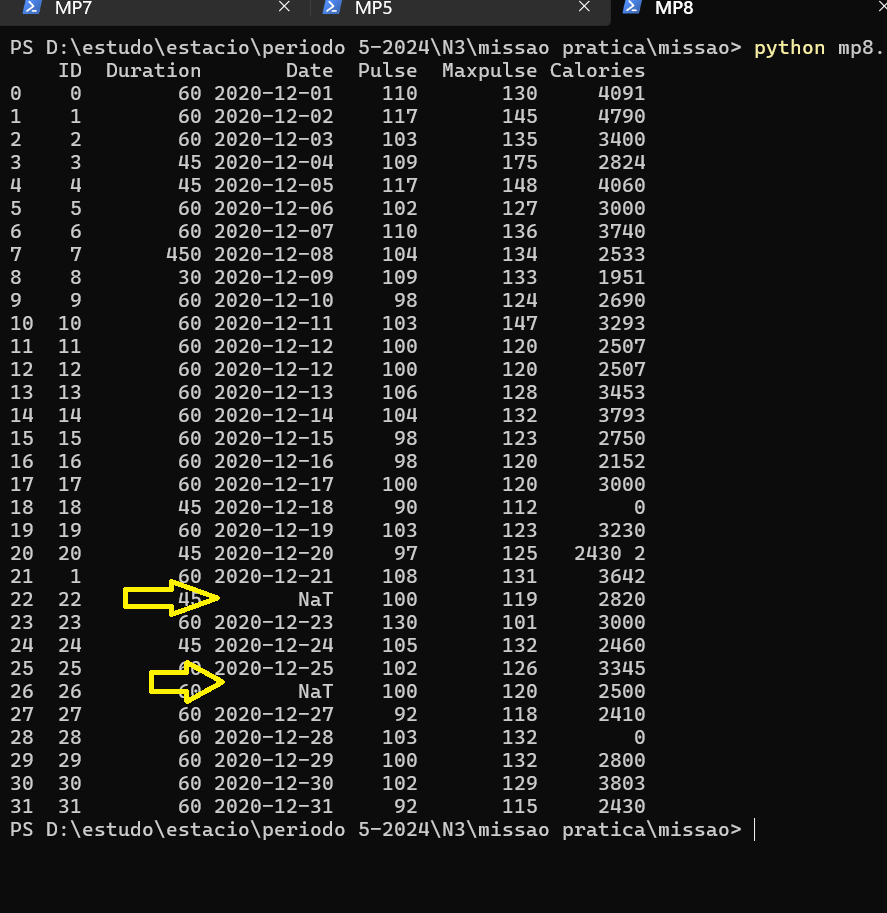 MP7 × MP5 × MP8 ×
PS D:\estudo\estacio\periodo 5-2024\N3\missao pratica\missao> python mp8.
ID Duration Date Pulse Maxpulse Calories
0 0 60 2020-12-01 110 130 4091
1 1 60 2020-12-02 117 145 4790
2 2 60 2020-12-03 103 135 3400
3 3 45 2020-12-04 109 175 2824
4 4 45 2020-12-05 117 148 4060
5 5 60 2020-12-06 102 127 3000
6 6 60 2020-12-07 110 136 3740
7 7 450 2020-12-08 104 134 2533
8 8 30 2020-12-09 109 133 1951
9 9 60 2020-12-10 98 124 2690
10 10 60 2020-12-11 103 147 3293
11 11 60 2020-12-12 100 120 2507
12 12 60 2020-12-12 100 120 2507
13 13 60 2020-12-13 106 128 3453
14 14 60 2020-12-14 104 132 3793
15 15 60 2020-12-15 98 123 2750
16 16 60 2020-12-16 98 120 2152
17 17 60 2020-12-17 100 120 3000
18 18 45 2020-12-18 90 112 0
19 19 60 2020-12-19 103 123 3230
20 20 45 2020-12-20 97 125 2430 2
21 1 60 2020-12-21 108 131 3642
22 22 45 NaT 100 119 2820
23 23 60 2020-12-23 130 101 3000
24 24 45 2020-12-24 105 132 2460
25 25 60 2020-12-25 102 126 3345
26 26 60 NaT 100 120 2500
27 27 60 2020-12-27 92 118 2410
28 28 60 2020-12-28 103 132 0
29 29 60 2020-12-29 100 132 2800
30 30 60 2020-12-30 102 129 3803
31 31 60 2020-12-31 92 115 2430
PS D:\estudo\estacio\periodo 5-2024\N3\missao pratica\missao>